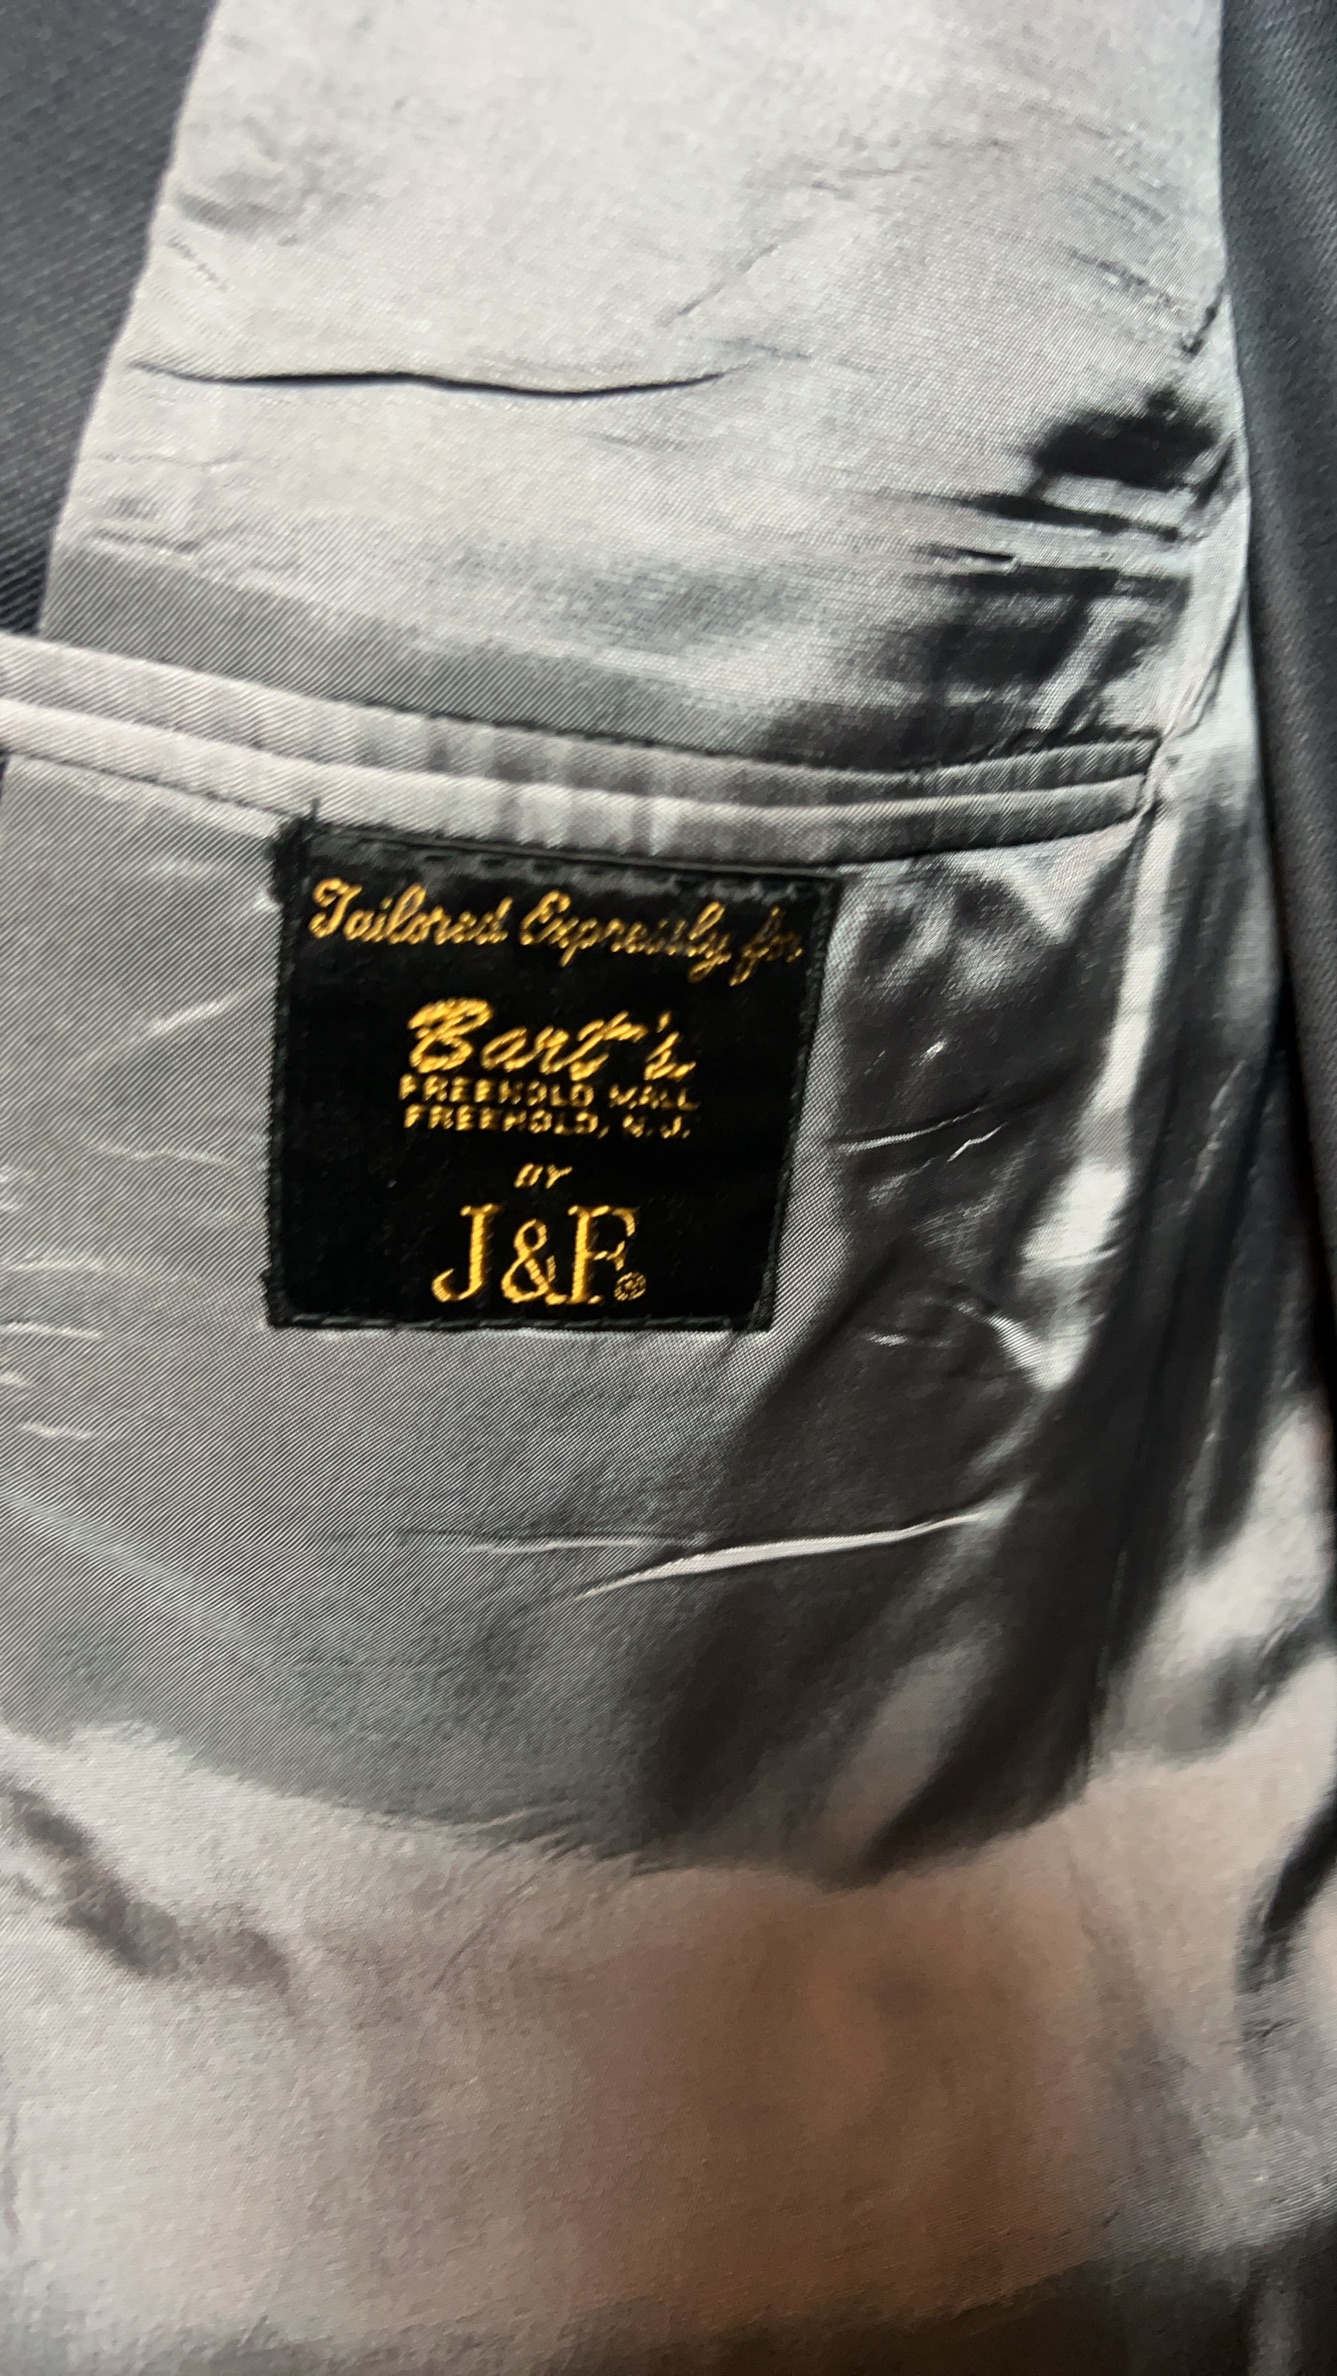 Tailored Expressly for
Bart's
FREEHOLD MALL
FREEHOLD, N.J.
BY
J&F®